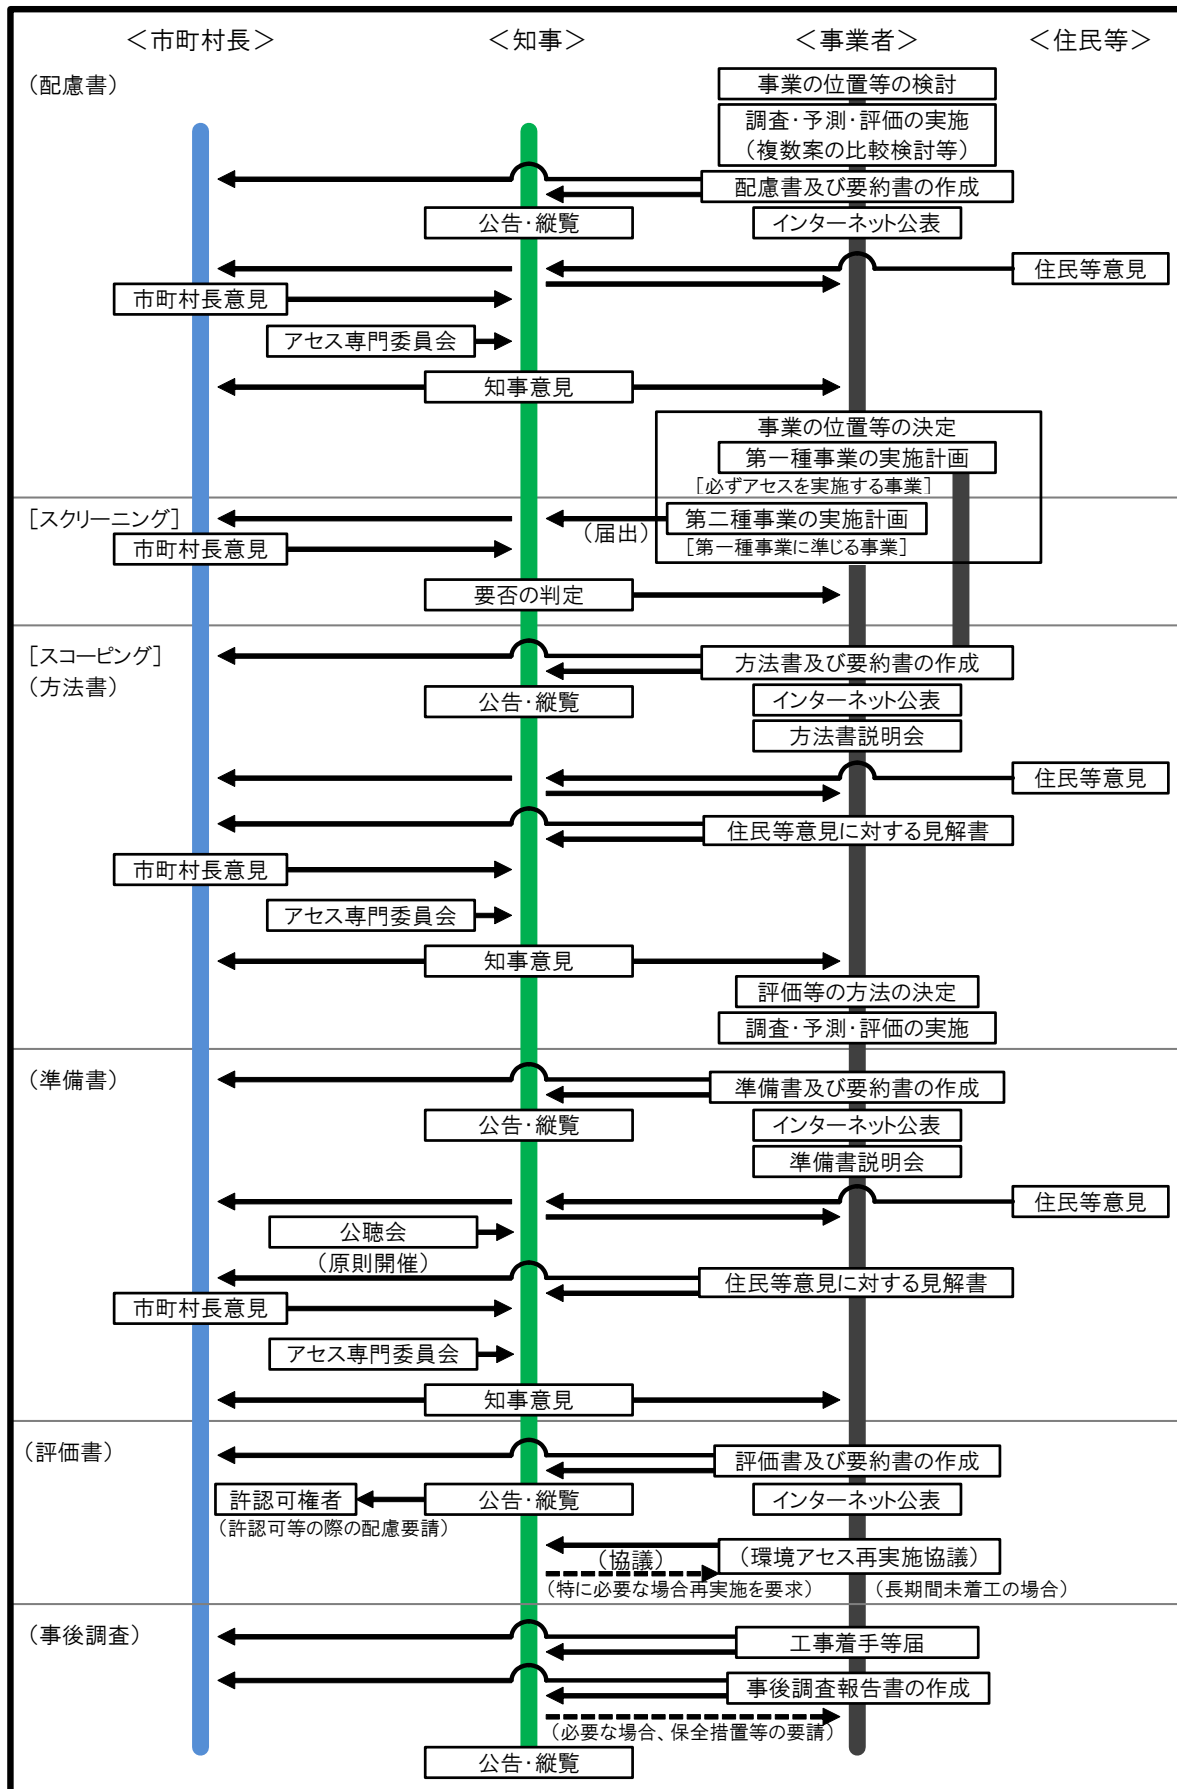 ＜市町村長＞ ＜知事＞ ＜事業者＞ ＜住民等＞
（配慮書）
事業の位置等の検討
調査・予測・評価の実施
（複数案の比較検討等）
配慮書及び要約書の作成
公告・縦覧 インターネット公表
住民等意見
市町村長意見
アセス専門委員会
知事意見
事業の位置等の決定
第一種事業の実施計画
［必ずアセスを実施する事業］
［スクリーニング］ 第二種事業の実施計画
（届出）
市町村長意見 ［第一種事業に準じる事業］
要否の判定
［スコーピング］ 方法書及び要約書の作成
（方法書）
公告・縦覧 インターネット公表
方法書説明会
住民等意見
住民等意見に対する見解書
市町村長意見
アセス専門委員会
知事意見
評価等の方法の決定
調査・予測・評価の実施
（準備書） 準備書及び要約書の作成
公告・縦覧 インターネット公表
準備書説明会
住民等意見
公聴会
（原則開催）
住民等意見に対する見解書
市町村長意見
アセス専門委員会
知事意見
（評価書） 評価書及び要約書の作成
許認可権者 公告・縦覧 インターネット公表
（許認可等の際の配慮要請）
（協議） （環境アセス再実施協議）
（特に必要な場合再実施を要求） （長期間未着工の場合）
（事後調査） 工事着手等届
事後調査報告書の作成
（必要な場合、保全措置等の要請）
公告・縦覧